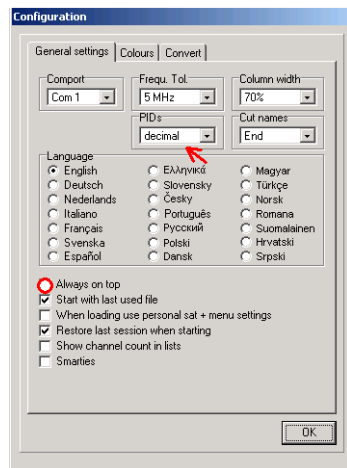 Configuration
General settings Colours Convert
Comport Frequ. Tol. Column width
Com 1 5 MHz 70%
PIDs Cut names
decimal End
Language
English Ελληνικά Magyar
Deutsch Slovensky Türkçe
Nederlands Česky Norsk
Italiano Português Romana
Français Русский Suomalainen
Svenska Polski Hrvatski
Español Dansk Srpski
Always on top
Start with last used file
When loading use personal sat + menu settings
Restore last session when starting
Show channel count in lists
Smarties
OK